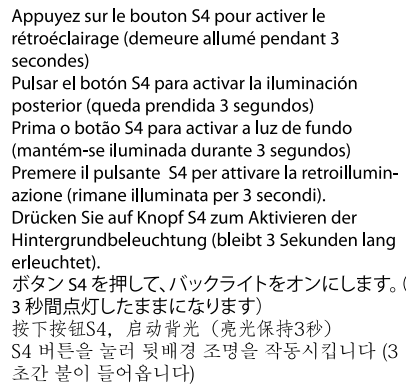 Appuyez sur le bouton S4 pour activer le
rétroéclairage (demeure allumé pendant 3
secondes)
Pulsar el botón S4 para activar la iluminación
posterior (queda prendida 3 segundos)
Prima o botão S4 para activar a luz de fundo
(mantém-se iluminada durante 3 segundos)
Premere il pulsante  S4 per attivare la retroillumin-
azione (rimane illuminata per 3 secondi).
Drücken Sie auf Knopf S4 zum Aktivieren der
Hintergrundbeleuchtung (bleibt 3 Sekunden lang
erleuchtet).
ボタン S4 を押して、バックライトをオンにします。(
3 秒間点灯したままになります)
按下按钮S4，启动背光（亮光保持3秒）
S4 버튼을 눌러 뒷배경 조명을 작동시킵니다 (3
초간 불이 들어옵니다)